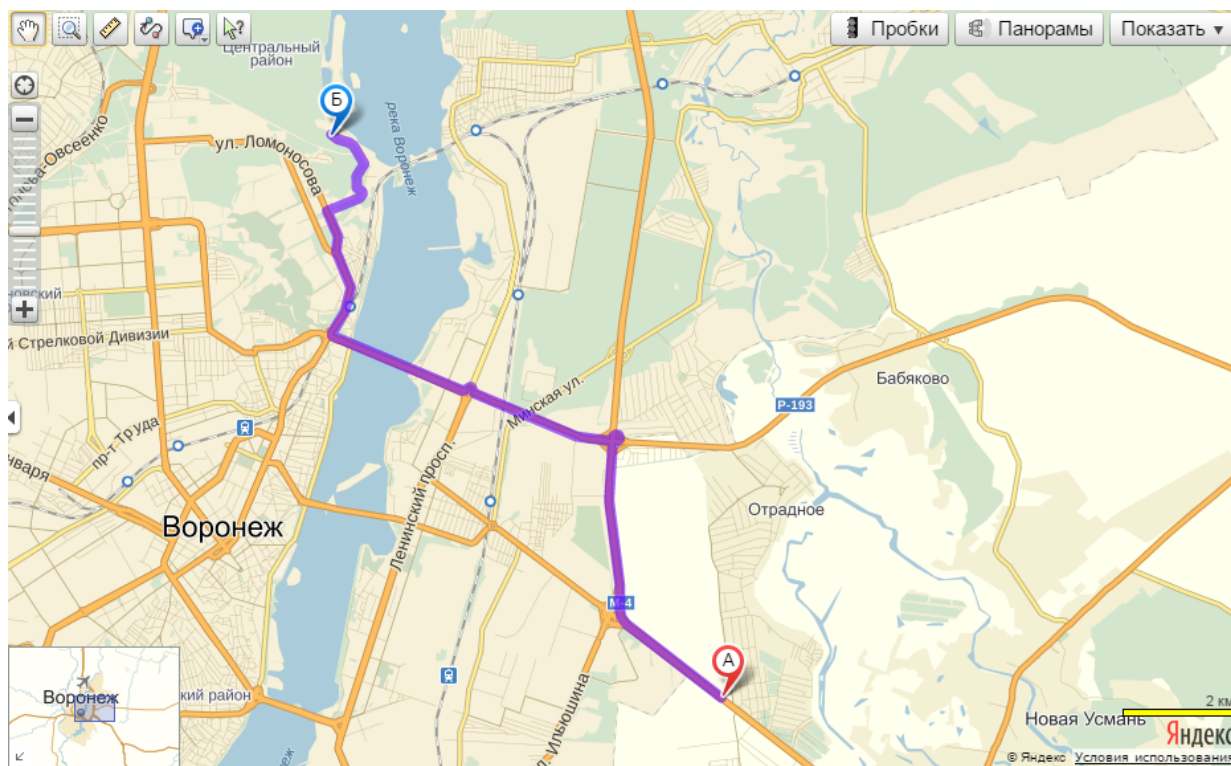 Пробки
Панорамы
Показать
Центральный
район
Б
река Воронеж
ул. Ломоносова
й Стрелковой Дивизии
Бабяково
Р-193
Минская ул.
пр-т Труда
Ленинский просп.
Отрадное
Воронеж
М-4
А
Воронеж
кий район
л. Ильюшина
2 км
Новая Усмань
Яндекс
© Яндекс Условия использования